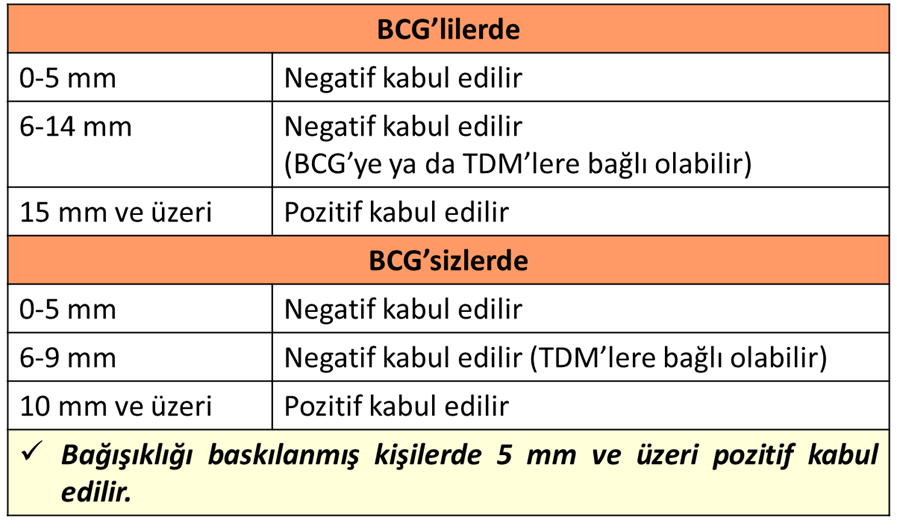 BCG’lilerde
0-5 mm Negatif kabul edilir
6-14 mm Negatif kabul edilir
(BCG’ye ya da TDM’lere bağlı olabilir)
15 mm ve üzeri Pozitif kabul edilir
BCG’sizlerde
0-5 mm Negatif kabul edilir
6-9 mm Negatif kabul edilir (TDM’lere bağlı olabilir)
10 mm ve üzeri Pozitif kabul edilir
✓ Bağışıklığı baskılanmış kişilerde 5 mm ve üzeri pozitif kabul
edilir.